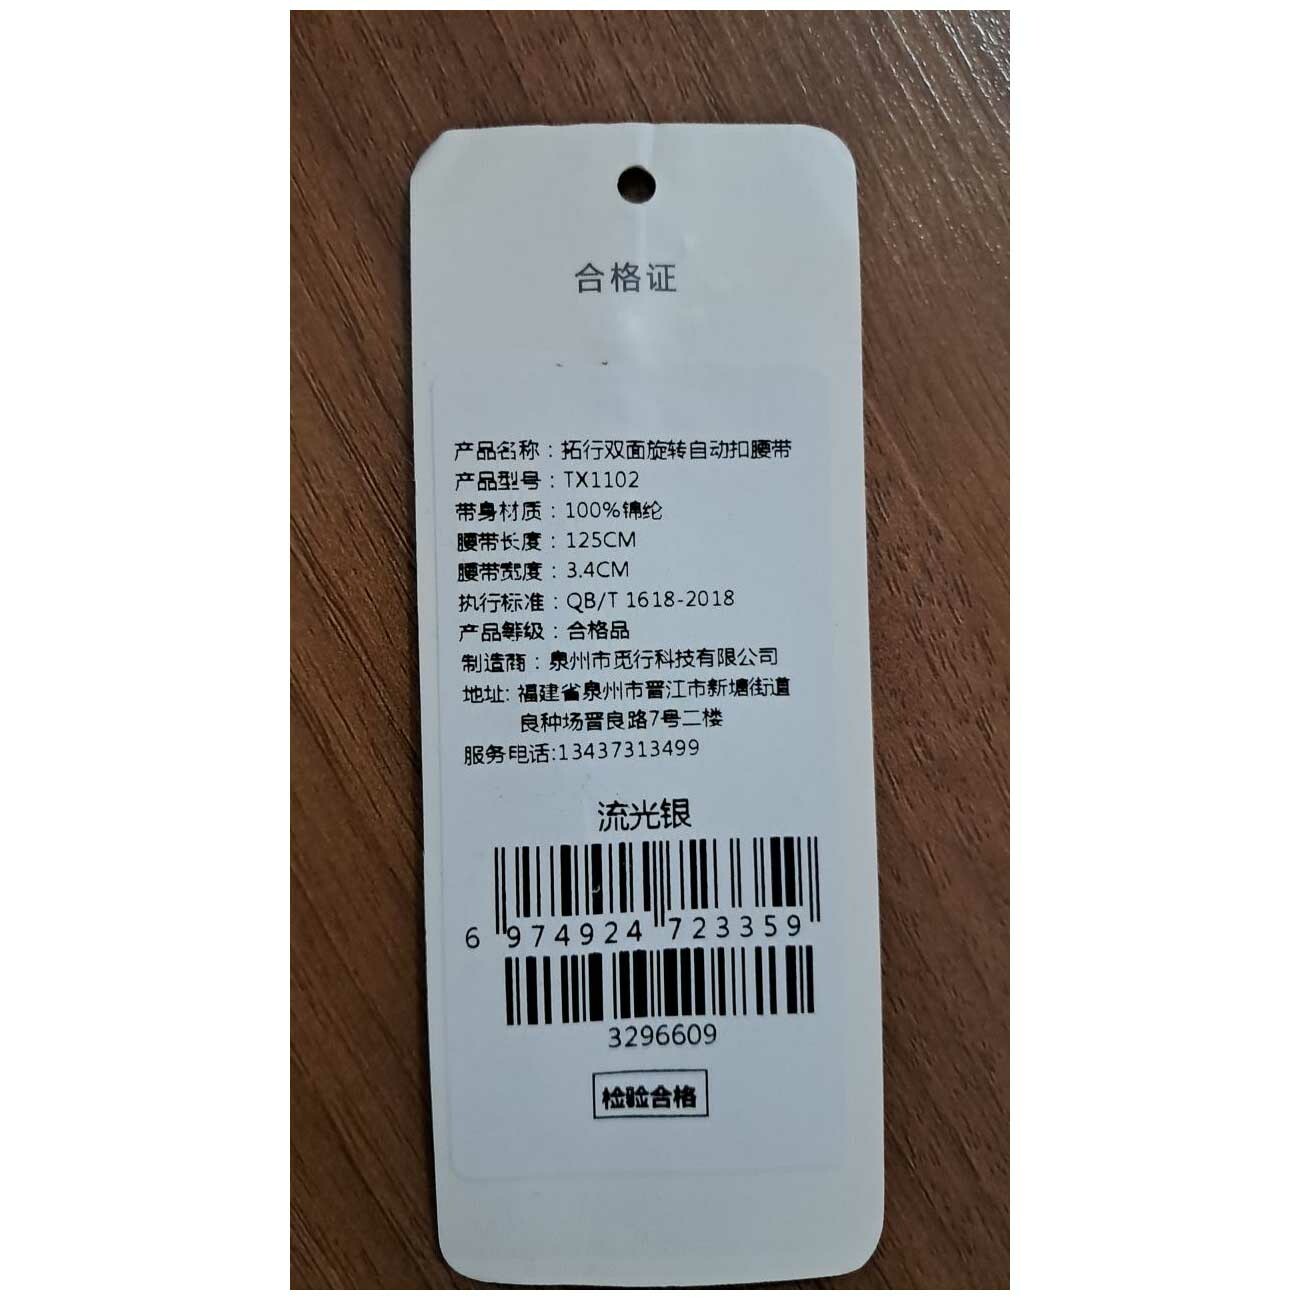 合格证
产品名称：拓行双面旋转自动扣腰带
产品型号：TX1102
带身材质：100%锦纶
腰带长度：125CM
腰带宽度：3.4CM
执行标准：QB/T 1618-2018
产品等级：合格品
制造商：泉州市觅行科技有限公司
地址: 福建省泉州市晋江市新塘街道
良种场晋良路7号二楼
服务电话:13437313499
流光银
6 974924 723359
3296609
检验合格